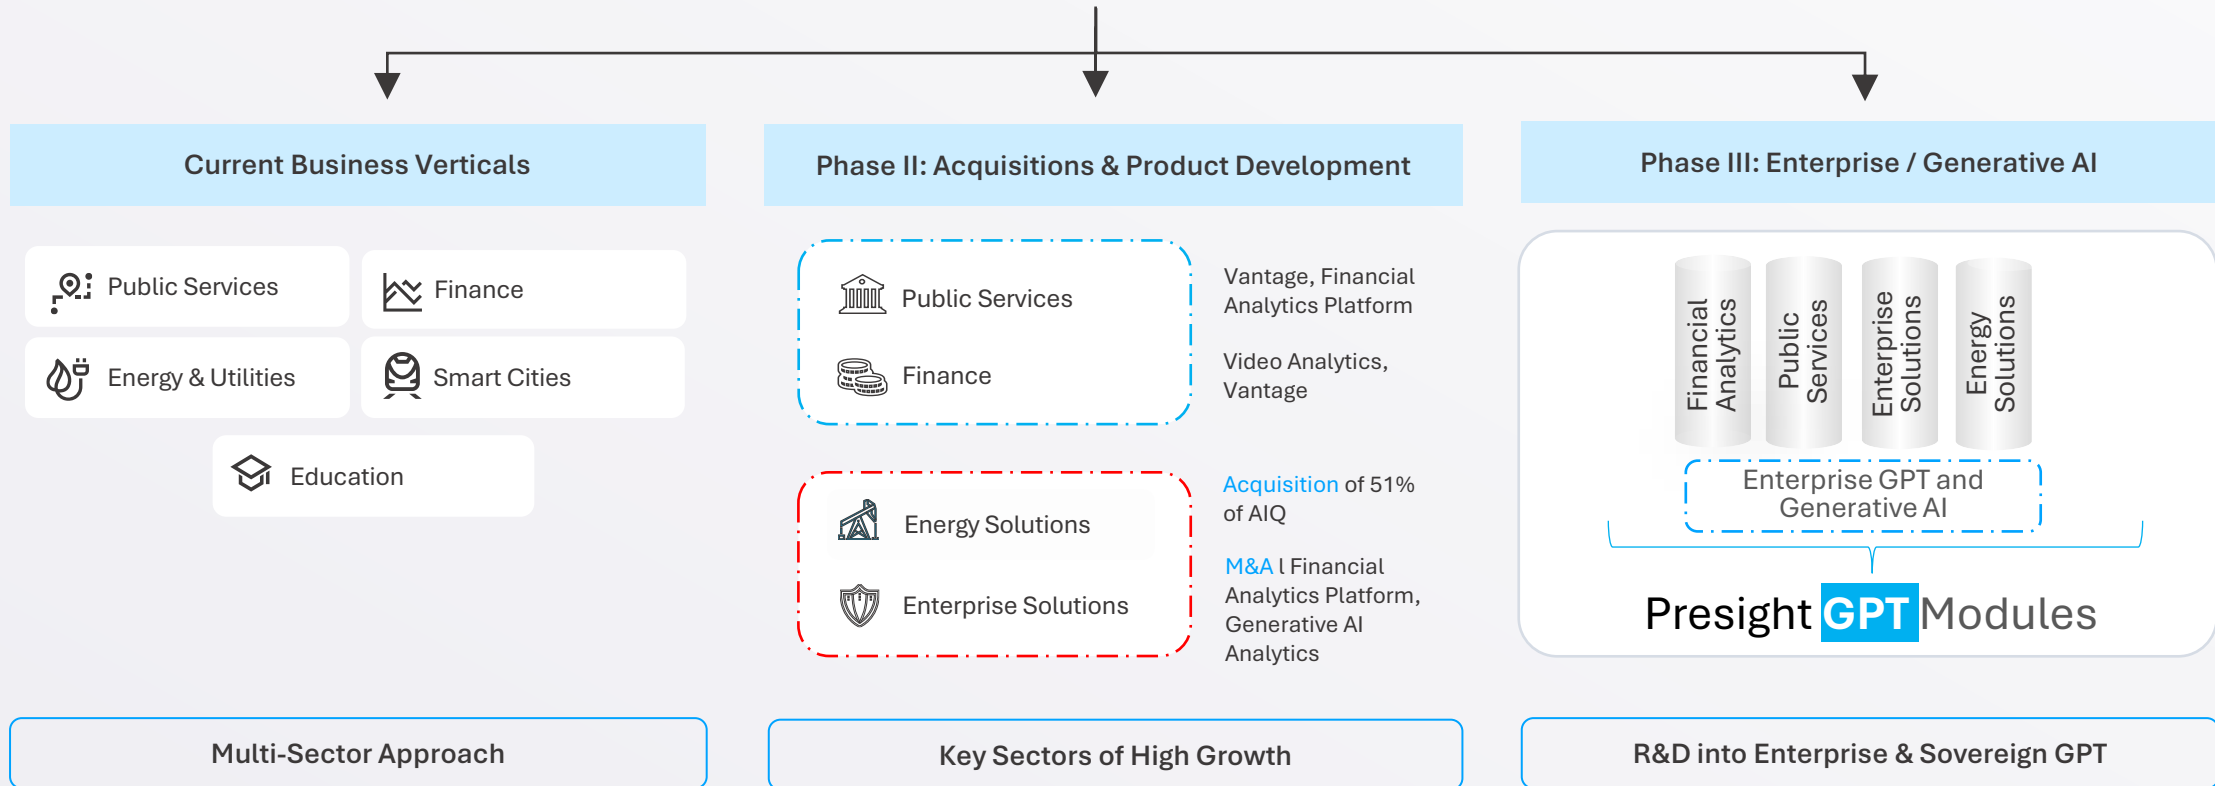 Current Business Verticals
Public Services
Finance
Energy & Utilities
Smart Cities
Education
Multi-Sector Approach
Phase II: Acquisitions & Product Development
Public Services
Vantage, Financial
Analytics Platform
Finance
Video Analytics,
Vantage
Energy Solutions
Acquisition of 51%
of AIQ
Enterprise Solutions
M&A l Financial
Analytics Platform,
Generative AI
Analytics
Key Sectors of High Growth
Phase III: Enterprise / Generative AI
Financial
Analytics
Public
Services
Enterprise
Solutions
Energy
Solutions
Enterprise GPT and
Generative AI
Presight GPT Modules
R&D into Enterprise & Sovereign GPT